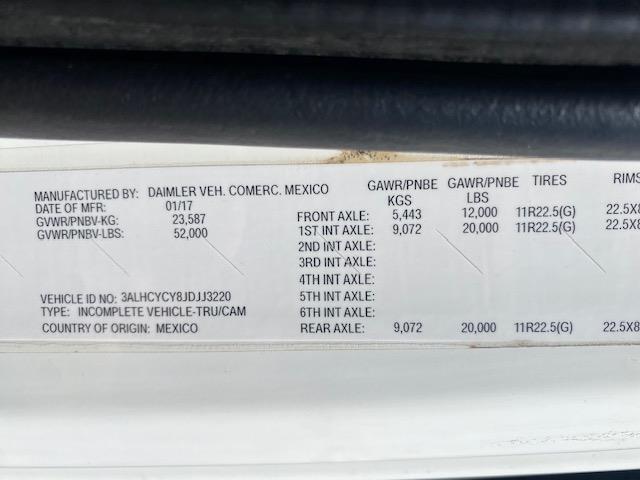 MANUFACTURED BY: DAIMLER VEH. COMERC. MEXICO
DATE OF MFR: 01/17
GVWR/PNBV-KG: 23,587
GVWR/PNBV-LBS: 52,000
VEHICLE ID NO: 3ALHCYCY8JDJJ3220
TYPE: INCOMPLETE VEHICLE-TRU/CAM
COUNTRY OF ORIGIN: MEXICO
GAWR/PNBE GAWR/PNBE TIRES RIMS
KGS LBS
FRONT AXLE: 5,443 12,000 11R22.5(G) 22.5X8
1ST INT AXLE: 9,072 20,000 11R22.5(G) 22.5X8
2ND INT AXLE:
3RD INT AXLE:
4TH INT AXLE:
5TH INT AXLE:
6TH INT AXLE:
REAR AXLE: 9,072 20,000 11R22.5(G) 22.5X8